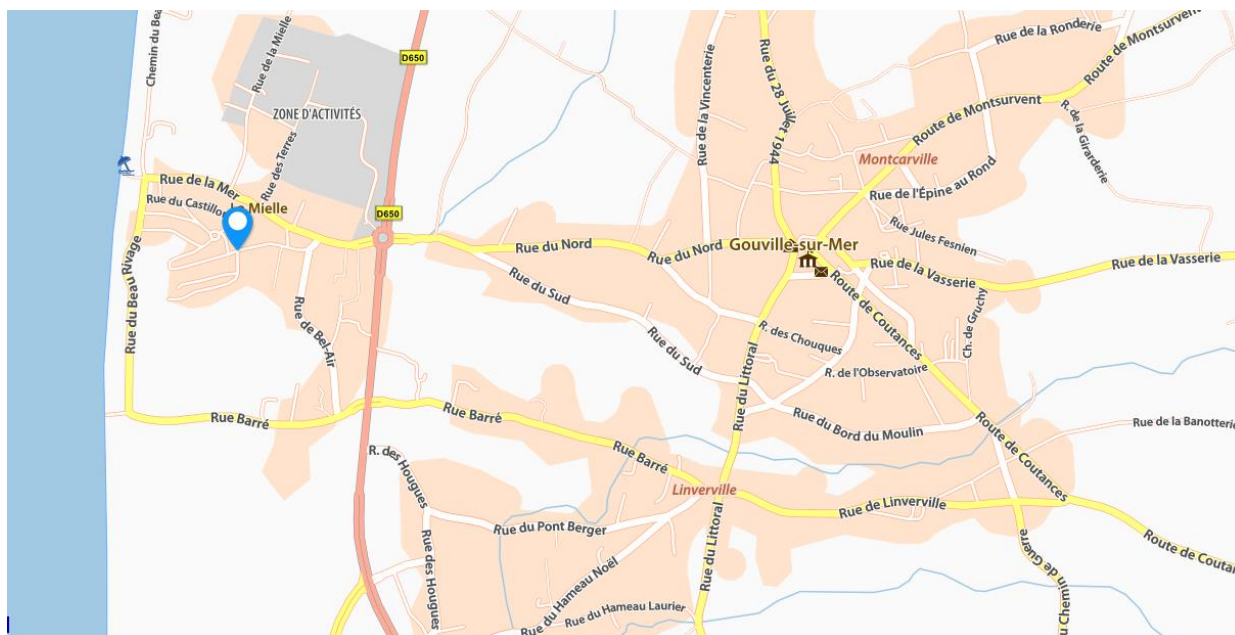 Chemin du Beau
Rue de la Mielle
D650
Rue de la Vincenterie
Rue du 28 Juillet 1944
Rue de la Ronderie
Route de Montsurvent
ZONE D'ACTIVITÉS
Route de Montsurvent
R. de la Girarderie
Montcarville
Rue des Terres
Rue de la Mer
Rue de l'Épine au Rond
Rue du Castillon
La Mielle
D650
Rue Jules Fesnien
Rue du Nord
Rue du Nord
Gouville-sur-Mer
Rue de la Vasserie
Rue de la Vasserie
Rue du Beau Rivage
Rue du Sud
Route de Coutances
Rue de Bel-Air
R. des Chouques
Ch. de Gruchy
Rue du Sud
R. de l'Observatoire
Rue du Littoral
Rue Barré
Rue Barré
Rue du Bord du Moulin
Route de Coutances
Rue de la Banotterie
Rue Barré
R. des Hougues
Linverville
Rue de Linverville
Rue du Pont Berger
Rue du Littoral
Rue des Hougues
Rue du Hameau Noël
Rue du Hameau Laurier
u Chemin de Guerre
Route de Coutan